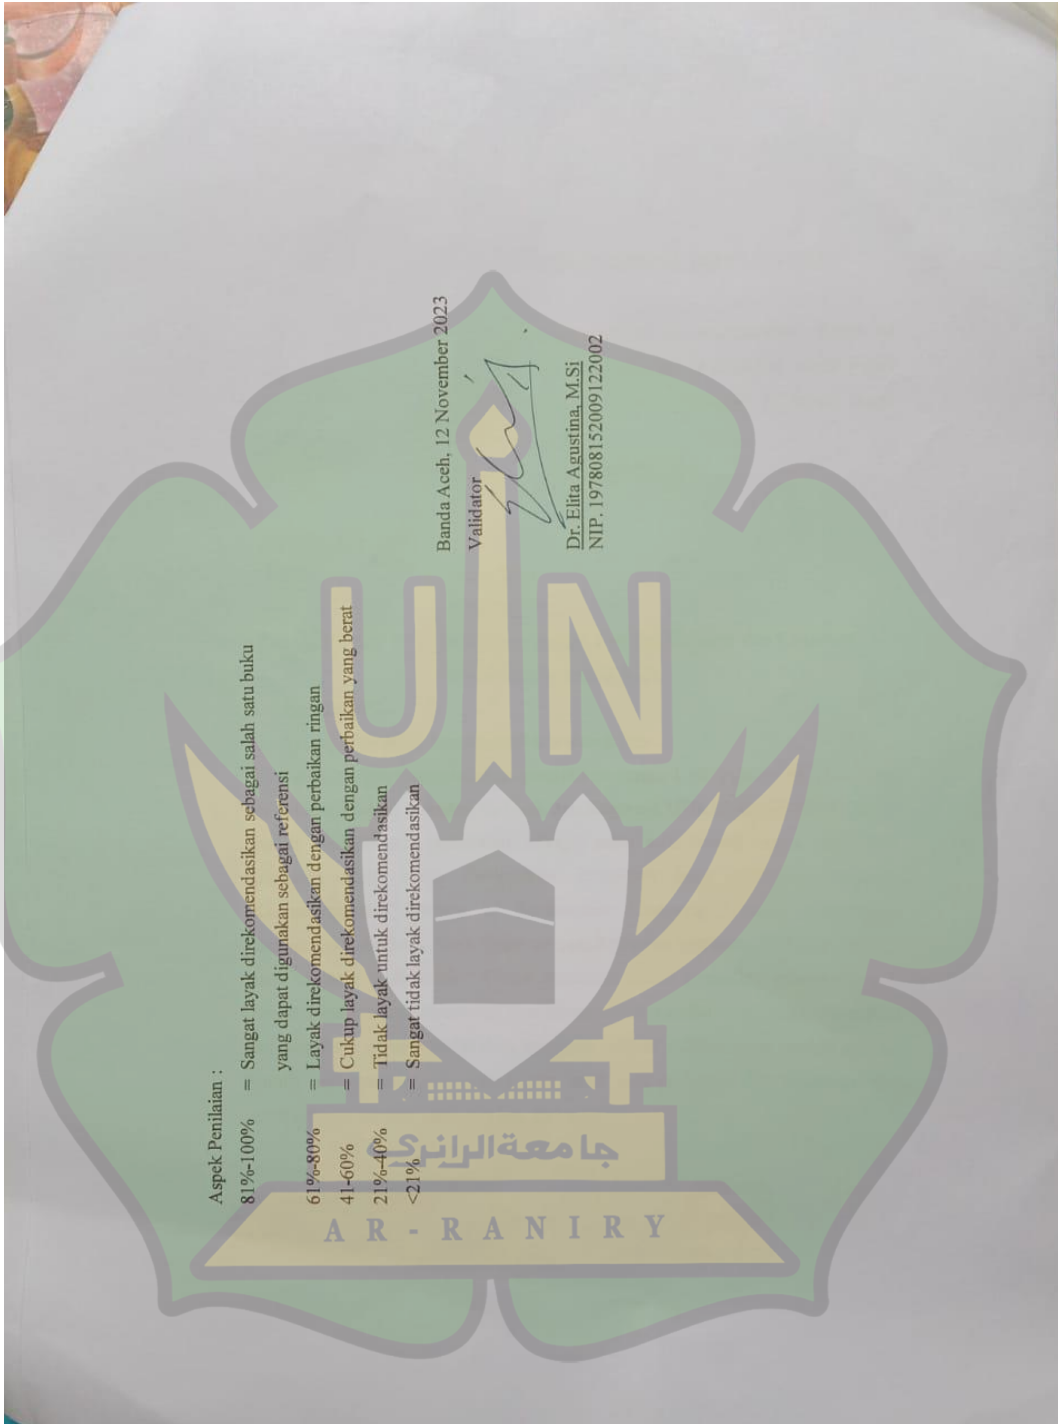 Aspek Penilaian :
81%-100% = Sangat layak direkomendasikan sebagai salah satu buku
yang dapat digunakan sebagai referensi
61%-80% = Layak direkomendasikan dengan perbaikan ringan
41-60% = Cukup layak direkomendasikan dengan perbaikan yang berat
21%-40% = Tidak layak untuk direkomendasikan
<21% = Sangat tidak layak direkomendasikan
Banda Aceh, 12 November 2023
Validator
Dr. Elita Agustina, M.Si
NIP. 197808152009122002
UIN
جامعة الرانري
AR-RANIRY